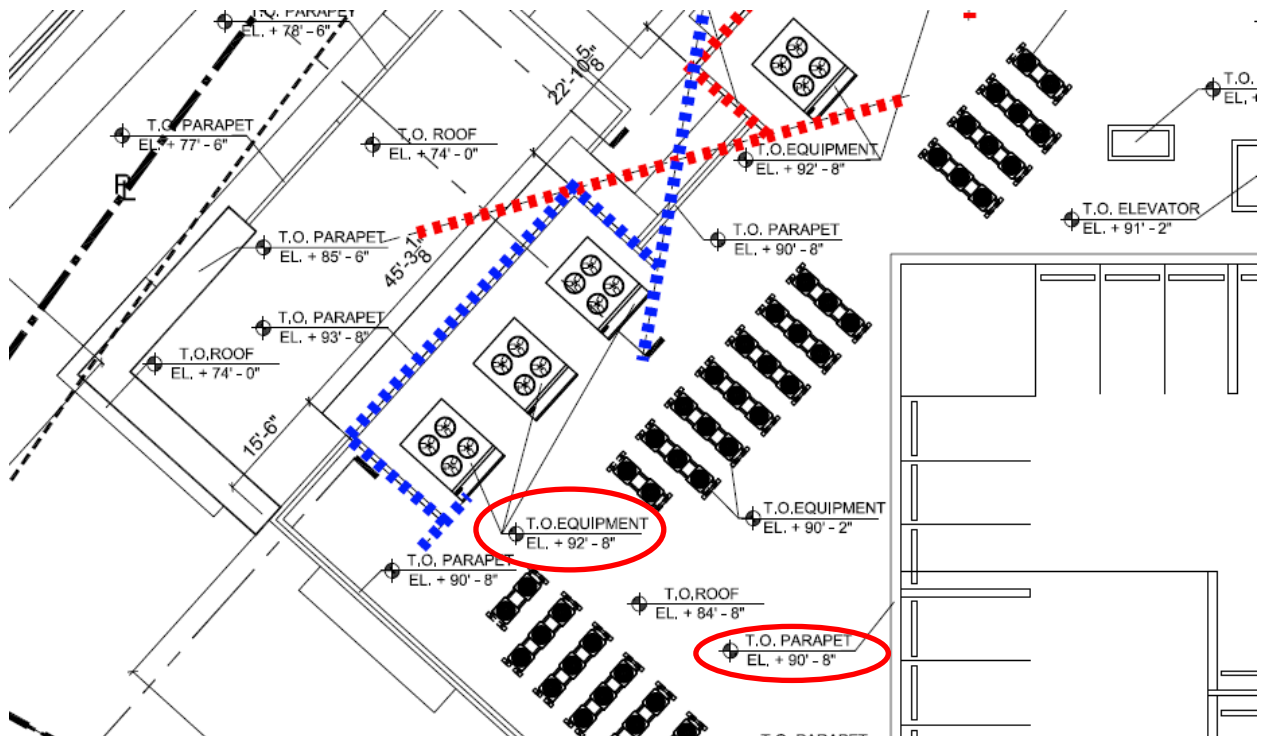 T.O. PARAPET
EL. + 78' - 6"
22'-10 5/8"
T.O. PARAPET
EL. + 77' - 6"
T.O. ROOF
EL. + 74' - 0"
T.O.EQUIPMENT
EL. + 92' - 8"
T.O.
EL. +
PL
T.O. ELEVATOR
EL. + 91' - 2"
T.O. PARAPET
EL. + 85' - 6"
45'-3 1/8"
T.O. PARAPET
EL. + 90' - 8"
T.O. PARAPET
EL. + 93' - 8"
T.O.ROOF
EL. + 74' - 0"
15'-6"
T.O.EQUIPMENT
EL. + 92' - 8"
T.O.EQUIPMENT
EL. + 90' - 2"
T.O. PARAPET
EL. + 90' - 8"
T.O.ROOF
EL. + 84' - 8"
T.O. PARAPET
EL. + 90' - 8"
T.O. PARAPET